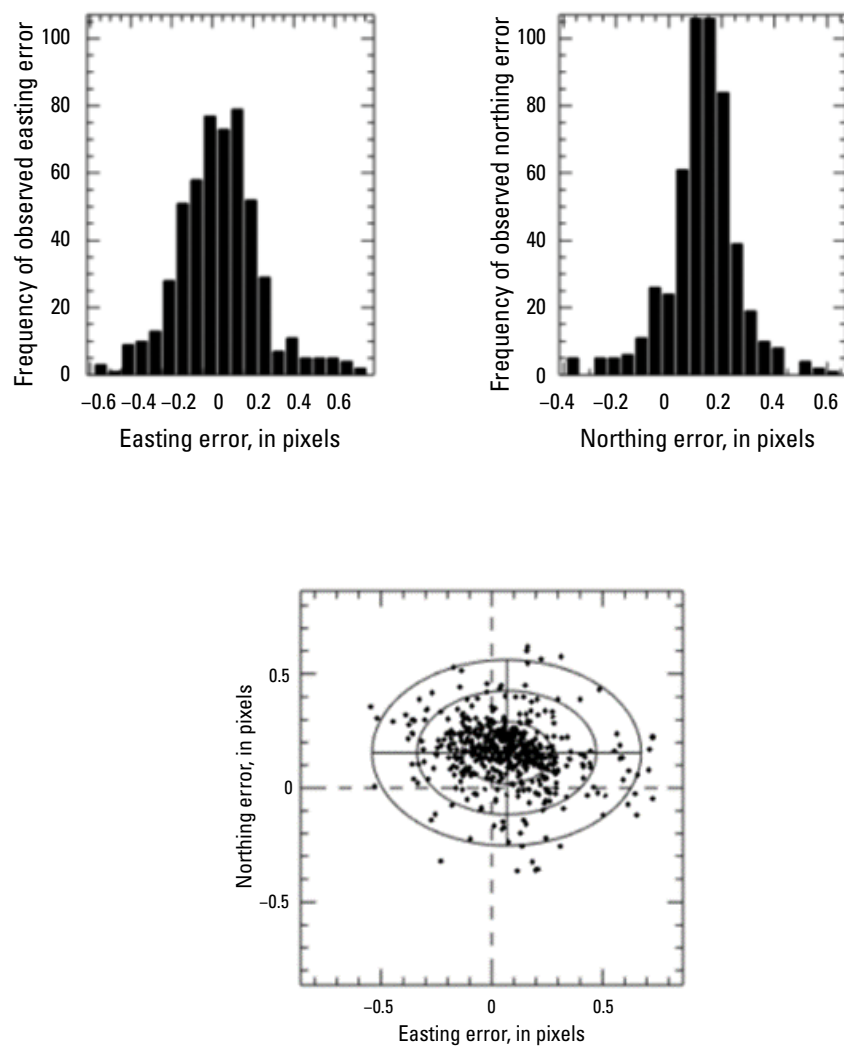 Frequency of observed easting error
100
80
60
40
20
0
−0.6 −0.4 −0.2 0 0.2 0.4 0.6
Easting error, in pixels
Frequency of observed northing error
100
80
60
40
20
0
−0.4 −0.2 0 0.2 0.4 0.6
Northing error, in pixels
Northing error, in pixels
0.5
0
−0.5
−0.5 0 0.5
Easting error, in pixels